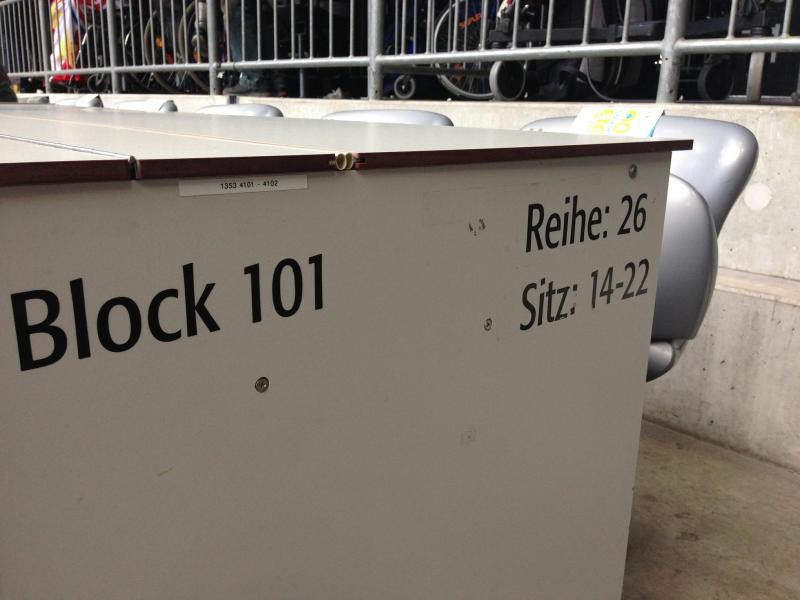 1353 4101 - 4102
Block 101
Reihe: 26
Sitz: 14-22